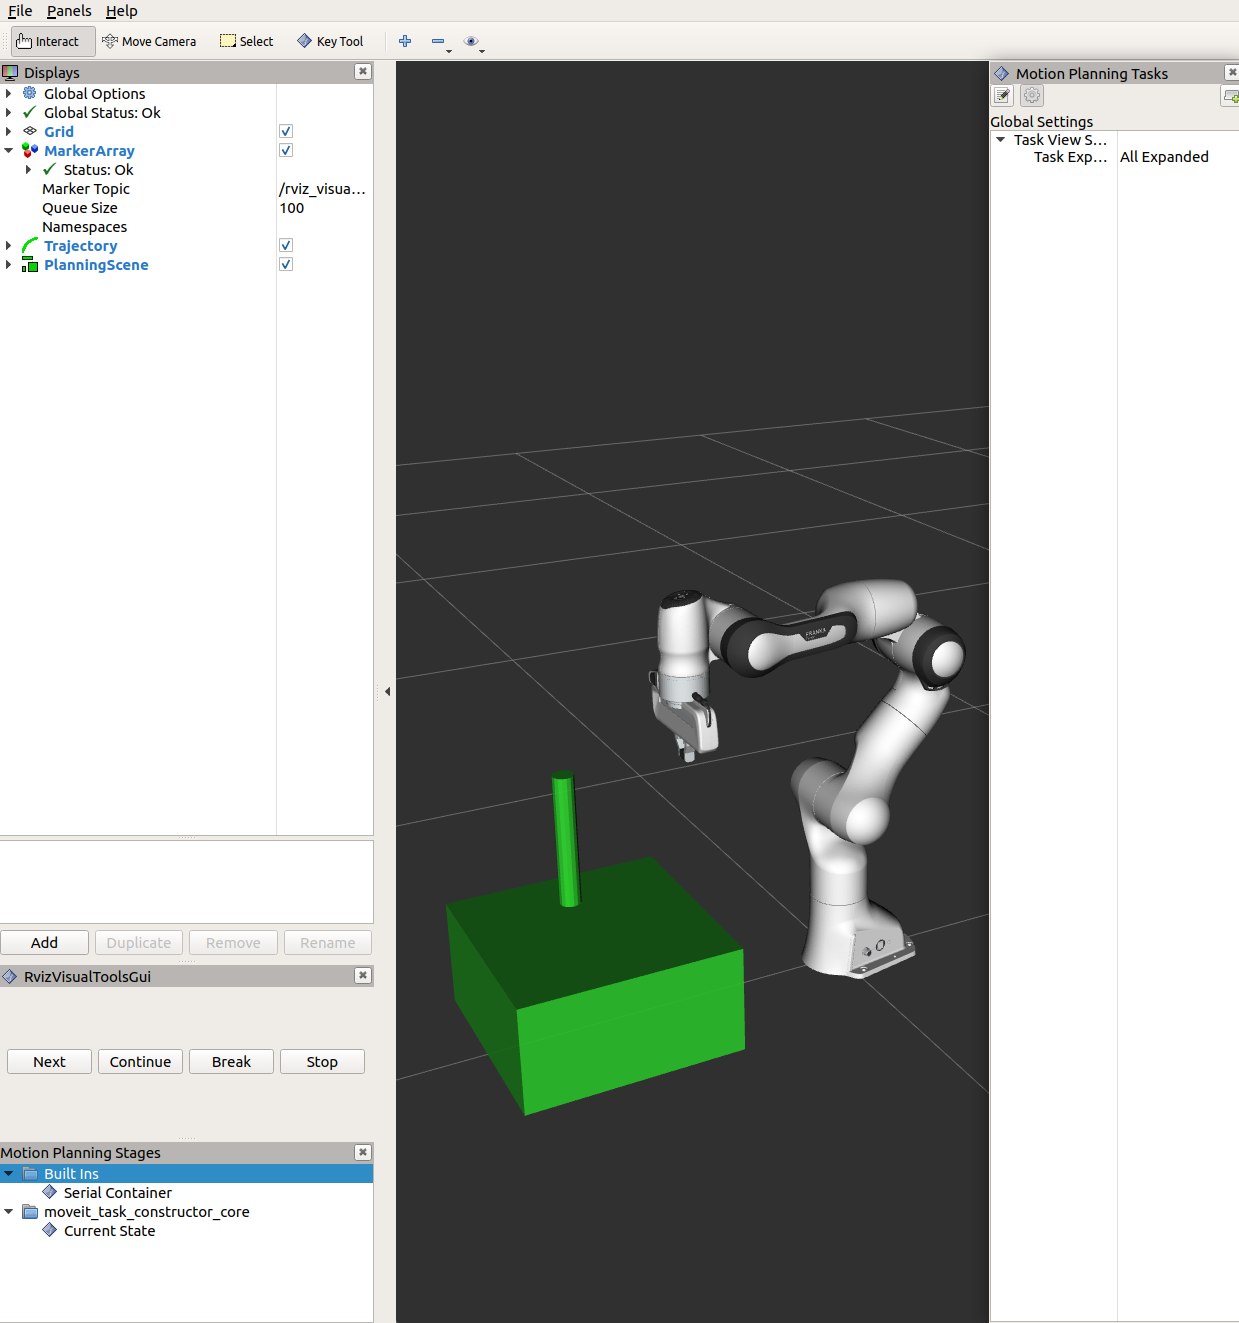 File Panels Help
Interact Move Camera Select Key Tool
Displays
Global Options
Global Status: Ok
Grid
MarkerArray
Status: Ok
Marker Topic /rviz_visua...
Queue Size 100
Namespaces
Trajectory
PlanningScene
Add Duplicate Remove Rename
RvizVisualToolsGui
Next Continue Break Stop
Motion Planning Stages
Built Ins
Serial Container
moveit_task_constructor_core
Current State
FRANKA
Motion Planning Tasks
Global Settings
Task View S...
Task Exp... All Expanded